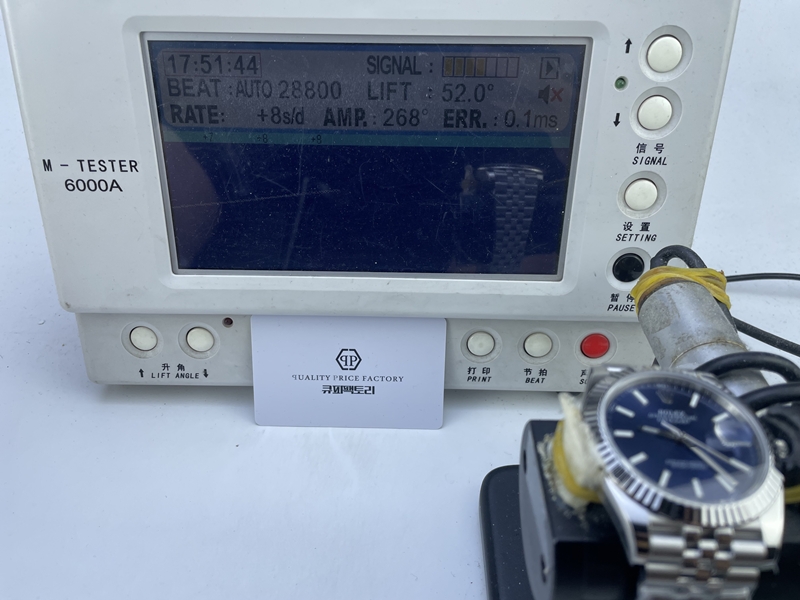 17:51:44 SIGNAL :
BEAT : AUTO 28800 LIFT : 52.0°
RATE: +8s/d AMP. : 268° ERR. : 0.1ms
M - TESTER
6000A
信号
SIGNAL
设置
SETTING
PAUSE
升角
LIFT ANGLE
QP
QUALITY PRICE FACTORY
큐피팩토리
打印
PRINT
节拍
BEAT
ROLEX